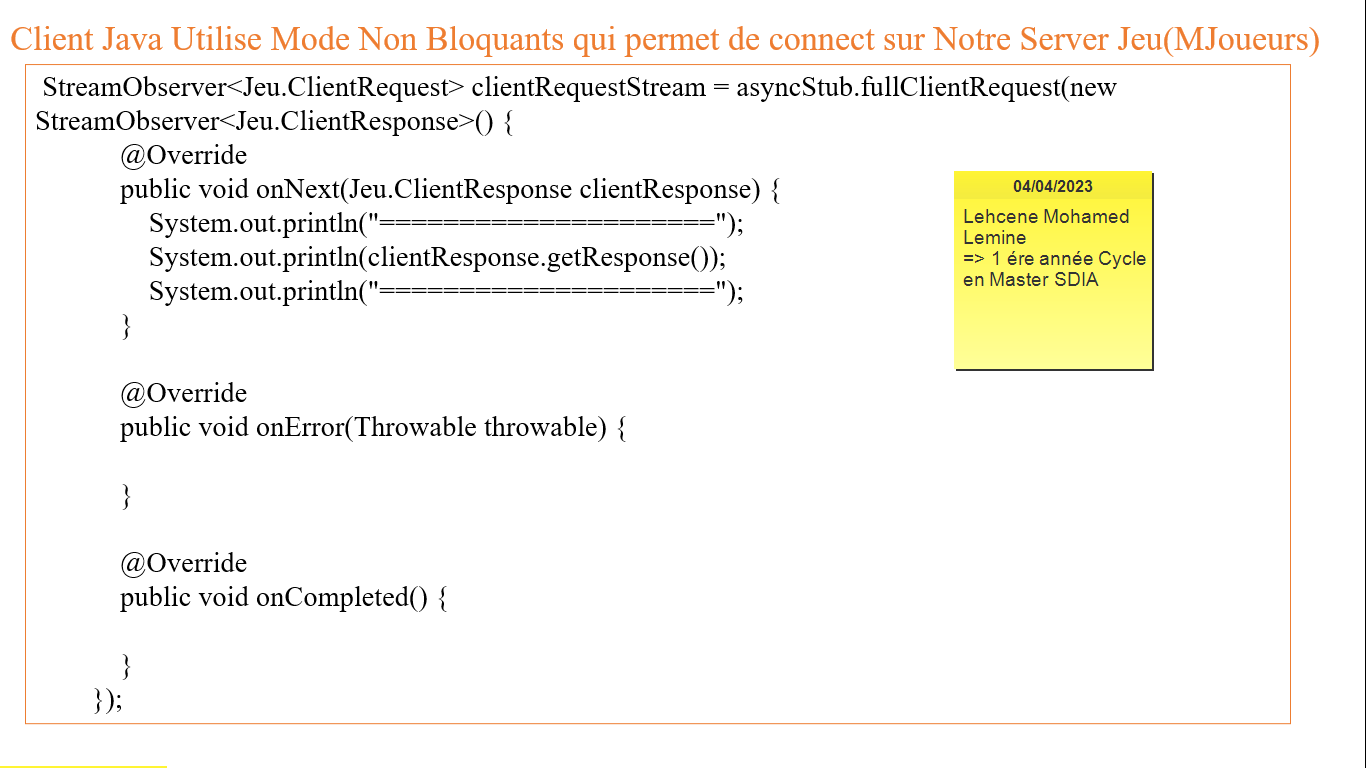 Client Java Utilise Mode Non Bloquants qui permet de connect sur Notre Server Jeu(MJoueurs)
StreamObserver<Jeu.ClientRequest> clientRequestStream = asyncStub.fullClientRequest(new
StreamObserver<Jeu.ClientResponse>() {
@Override
public void onNext(Jeu.ClientResponse clientResponse) {
System.out.println("=====================");
System.out.println(clientResponse.getResponse());
System.out.println("=====================");
}
@Override
public void onError(Throwable throwable) {
}
@Override
public void onCompleted() {
}
});
04/04/2023
Lehcene Mohamed
Lemine
=> 1 ére année Cycle
en Master SDIA